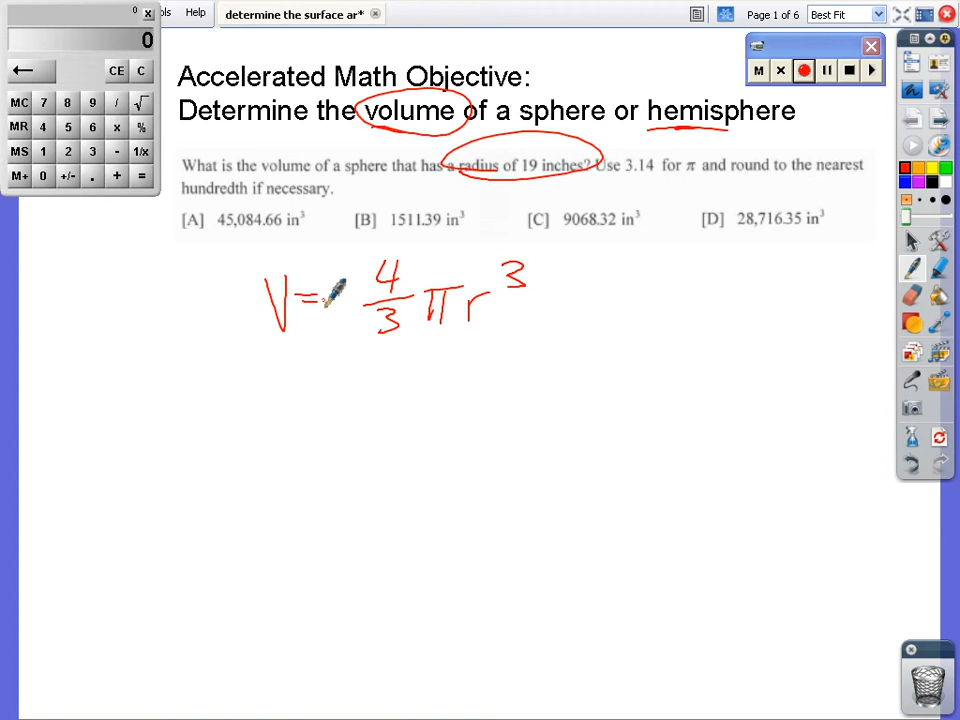 ols Help
determine the surface ar*
Page 1 of 6
Best Fit
0
0
CE C
MC 7 8 9 / √
MR 4 5 6 x %
MS 1 2 3 - 1/x
M+ 0 +/- . + =
M
Accelerated Math Objective:
Determine the volume of a sphere or hemisphere
What is the volume of a sphere that has a radius of 19 inches? Use 3.14 for π and round to the nearest
hundredth if necessary.
[A] 45,084.66 in³ [B] 1511.39 in³ [C] 9068.32 in³ [D] 28,716.35 in³
V= 4/3 πr³